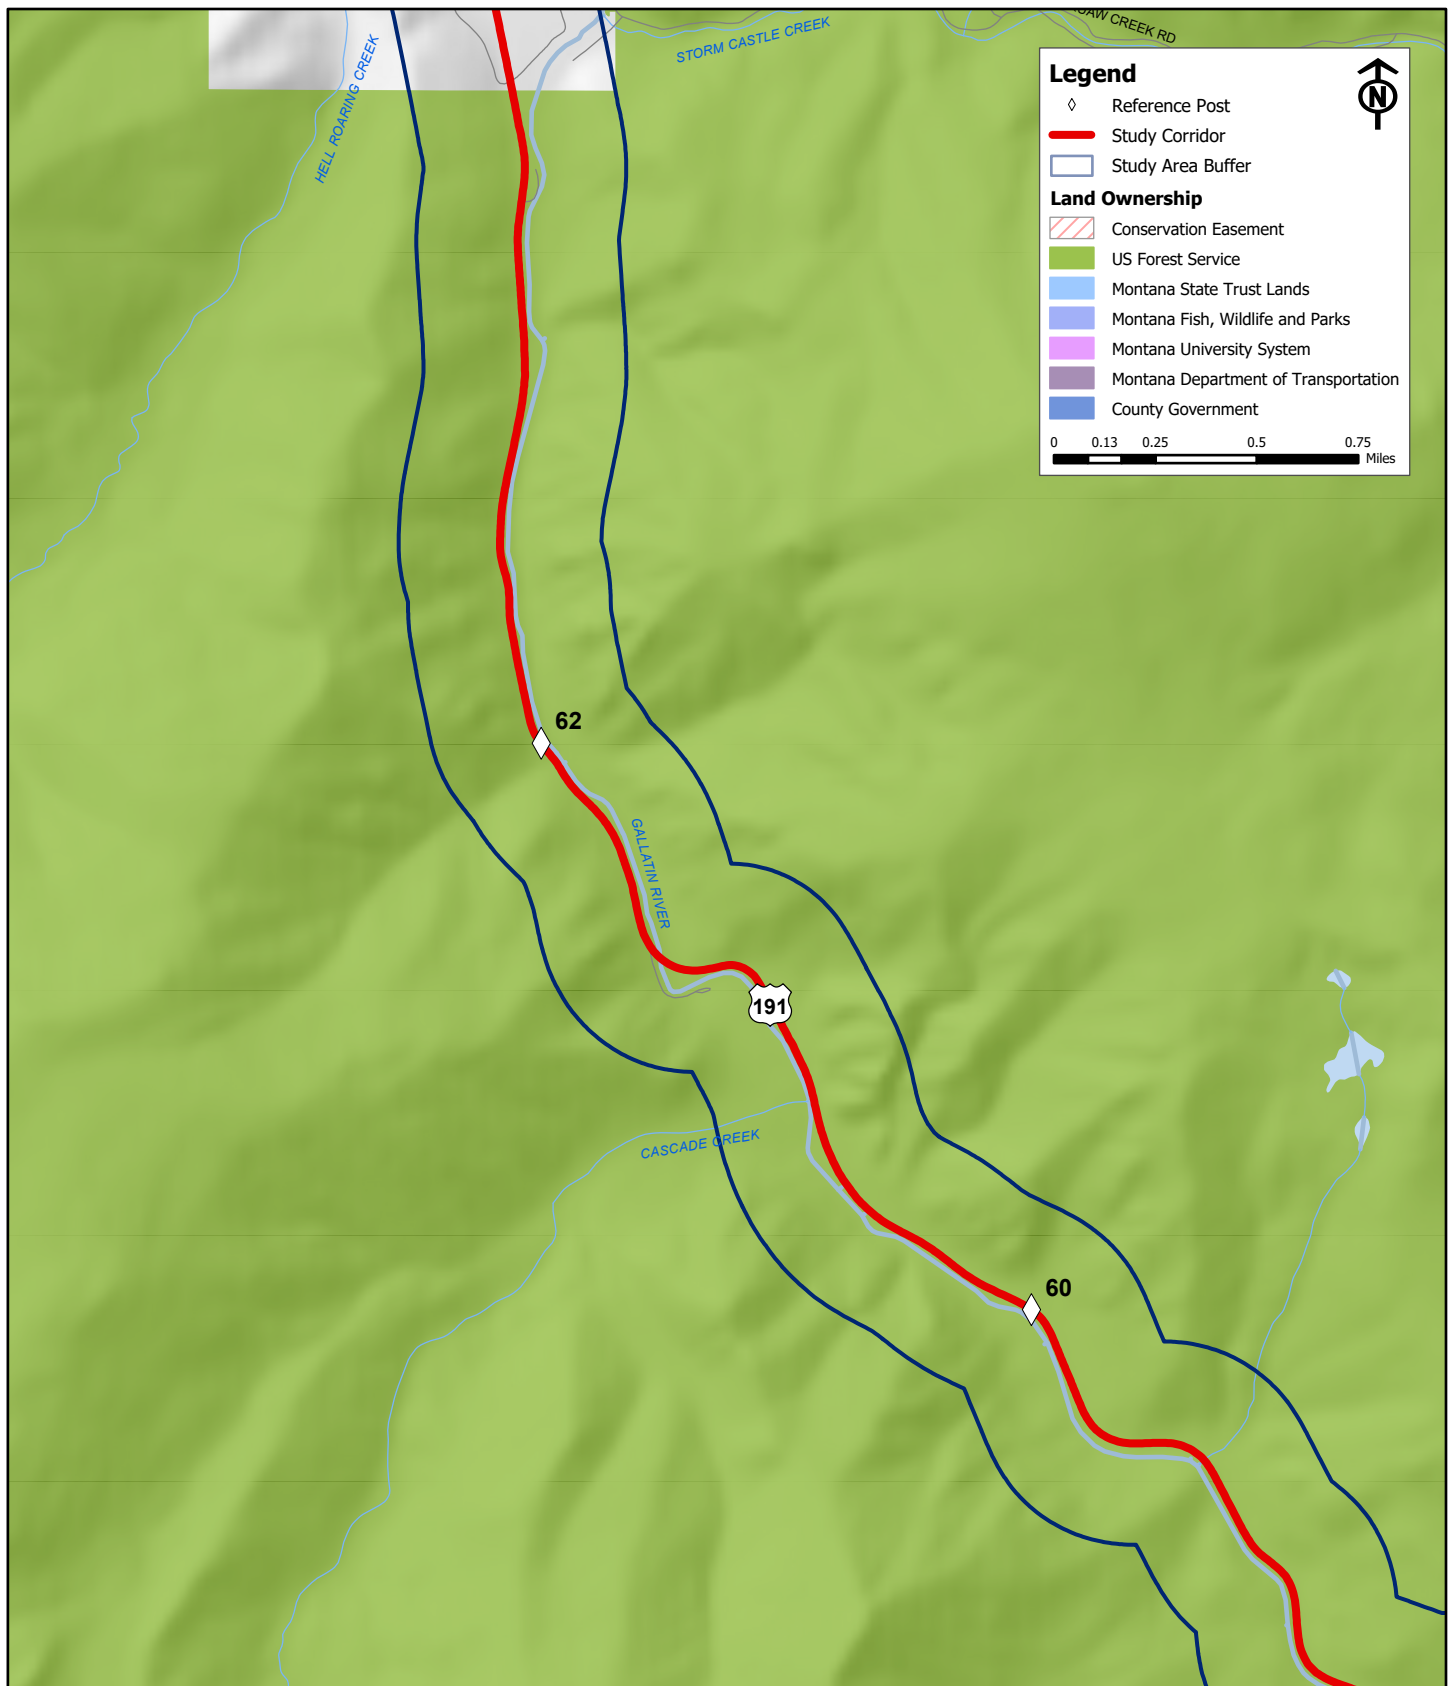 STORM CASTLE CREEK
CREEK RD
HELL ROARING CREEK
Legend
N
Reference Post
Study Corridor
Study Area Buffer
Land Ownership
Conservation Easement
US Forest Service
Montana State Trust Lands
Montana Fish, Wildlife and Parks
Montana University System
Montana Department of Transportation
County Government
0 0.13 0.25 0.5 0.75
Miles
62
GALLATIN RIVER
191
CASCADE CREEK
60